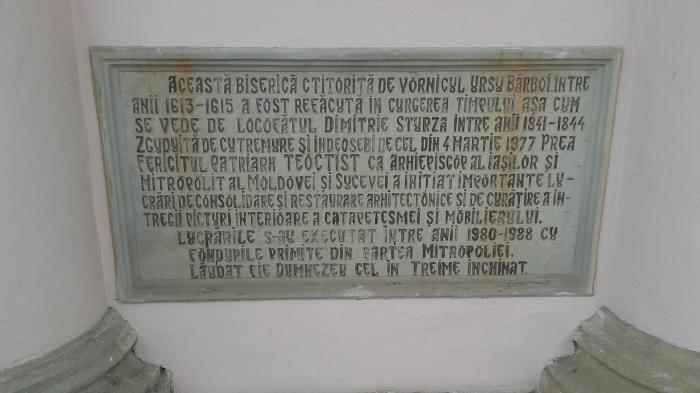 ACEASTĂ BISERICĂ CTITORITĂ DE VORNICUL URSU BĂRBOI.INTRE
ANII 1613-1615 A FOST REFĂCUTĂ ÎN CURGEREA TIMPULUI AȘA CUM
SE VEDE DE LOGOFĂTUL DIMITRIE STURZA ÎNTRE ANII 1841-1844
ZGUDUITĂ DE CUTREMURE ȘI ÎNDEOSEBI DE CEL DIN 4 MARTIE 1977 PREA
FERICITUL PATRIARH TEOCTIST CA ARHIEPISCOP AL IAȘILOR ȘI
MITROPOLIT AL MOLDOVEI ȘI SUCEVEI A INIȚIAT IMPORTANTE LU-
CRĂRI DE CONSOLIDARE ȘI RESTAURARE ARHITECTONICE SI DE CURĂȚIRE A ÎN-
TREGII PICTURI INTERIOARE A CATAPETESMEI ȘI MOBILIERULUI.
LUCRĂRILE S-AU EXECUTAT ÎNTRE ANII 1980-1988 CU
FONDURILE PRIMITE DIN PARTEA MITROPOLIEI.
LĂUDAT FIE DUMNEZEU CEL ÎN TREIME ÎNCHINAT.